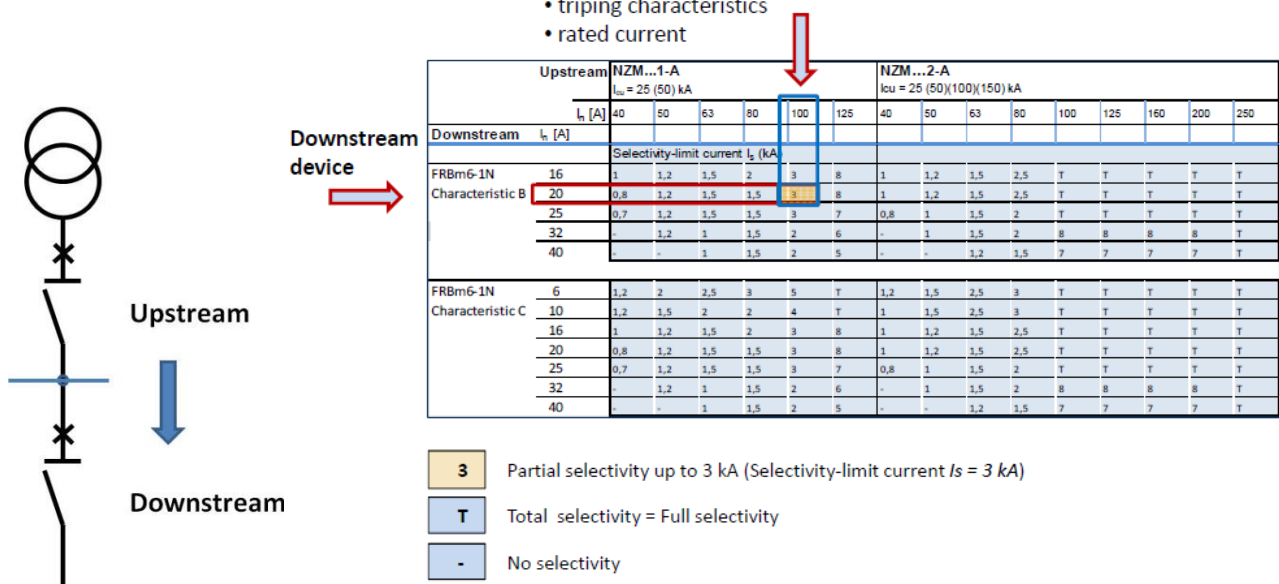 • triping characteristics
• rated current
Upstream NZM...1-A NZM...2-A
Icu = 25 (50) kA Icu = 25 (50)(100)(150) kA
In [A] 40 50 63 80 100 125 40 50 63 80 100 125 160 200 250
Downstream device
Downstream In [A]
Selectivity-limit current Is (kA)
FRBm6-1N 16 1 1,2 1,5 2 3 8 1 1,2 1,5 2,5 T T T T T
Characteristic B 20 0,8 1,2 1,5 1,5 3 8 1 1,2 1,5 2,5 T T T T T
25 0,7 1,2 1,5 1,5 3 7 0,8 1 1,5 2 T T T T T
32 - 1,2 1 1,5 2 6 - 1 1,5 2 8 8 8 8 T
40 - - 1 1,5 2 5 - - 1,2 1,5 7 7 7 7 T
FRBm6-1N 6 1,2 2 2,5 3 5 T 1,2 1,5 2,5 3 T T T T T
Characteristic C 10 1,2 1,5 2 2 4 T 1 1,5 2,5 3 T T T T T
16 1 1,2 1,5 2 3 8 1 1,2 1,5 2,5 T T T T T
20 0,8 1,2 1,5 1,5 3 8 1 1,2 1,5 2,5 T T T T T
25 0,7 1,2 1,5 1,5 3 7 0,8 1 1,5 2 T T T T T
32 - 1,2 1 1,5 2 6 - 1 1,5 2 8 8 8 8 T
40 - - 1 1,5 2 5 - - 1,2 1,5 7 7 7 7 T
Upstream
Downstream
3 Partial selectivity up to 3 kA (Selectivity-limit current Is = 3 kA)
T Total selectivity = Full selectivity
- No selectivity